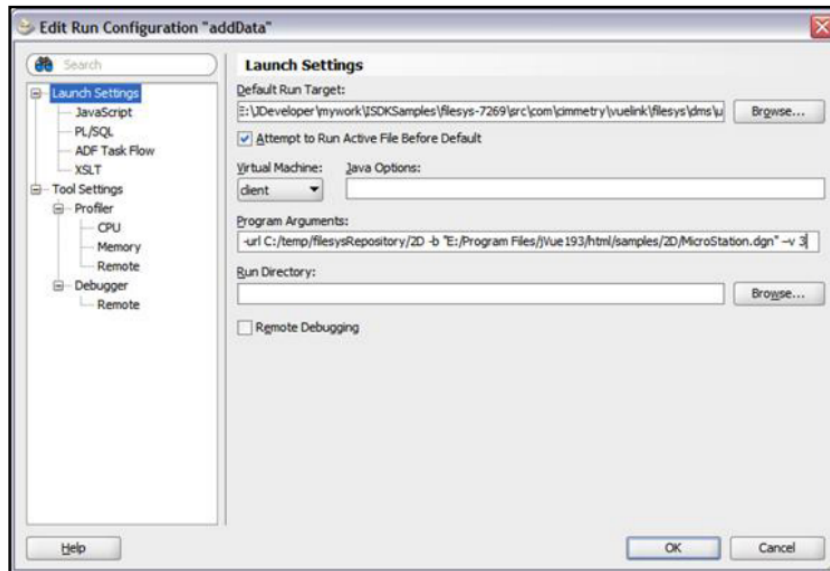 Edit Run Configuration "addData"
Search
Launch Settings
JavaScript
PL/SQL
ADF Task Flow
XSLT
Tool Settings
Profiler
CPU
Memory
Remote
Debugger
Remote
Launch Settings
Default Run Target:
E:\JDeveloper\mywork\ISDKSamples\filesys-7269\src\com\cimmetry\vuelink\filesys\dms\u Browse...
Attempt to Run Active File Before Default
Virtual Machine: Java Options:
client
Program Arguments:
-url C:/temp/filesysRepository/2D -b "E:/Program Files/jVue193/html/samples/2D/MicroStation.dgn" –v 3
Run Directory:
Browse...
Remote Debugging
Help OK Cancel